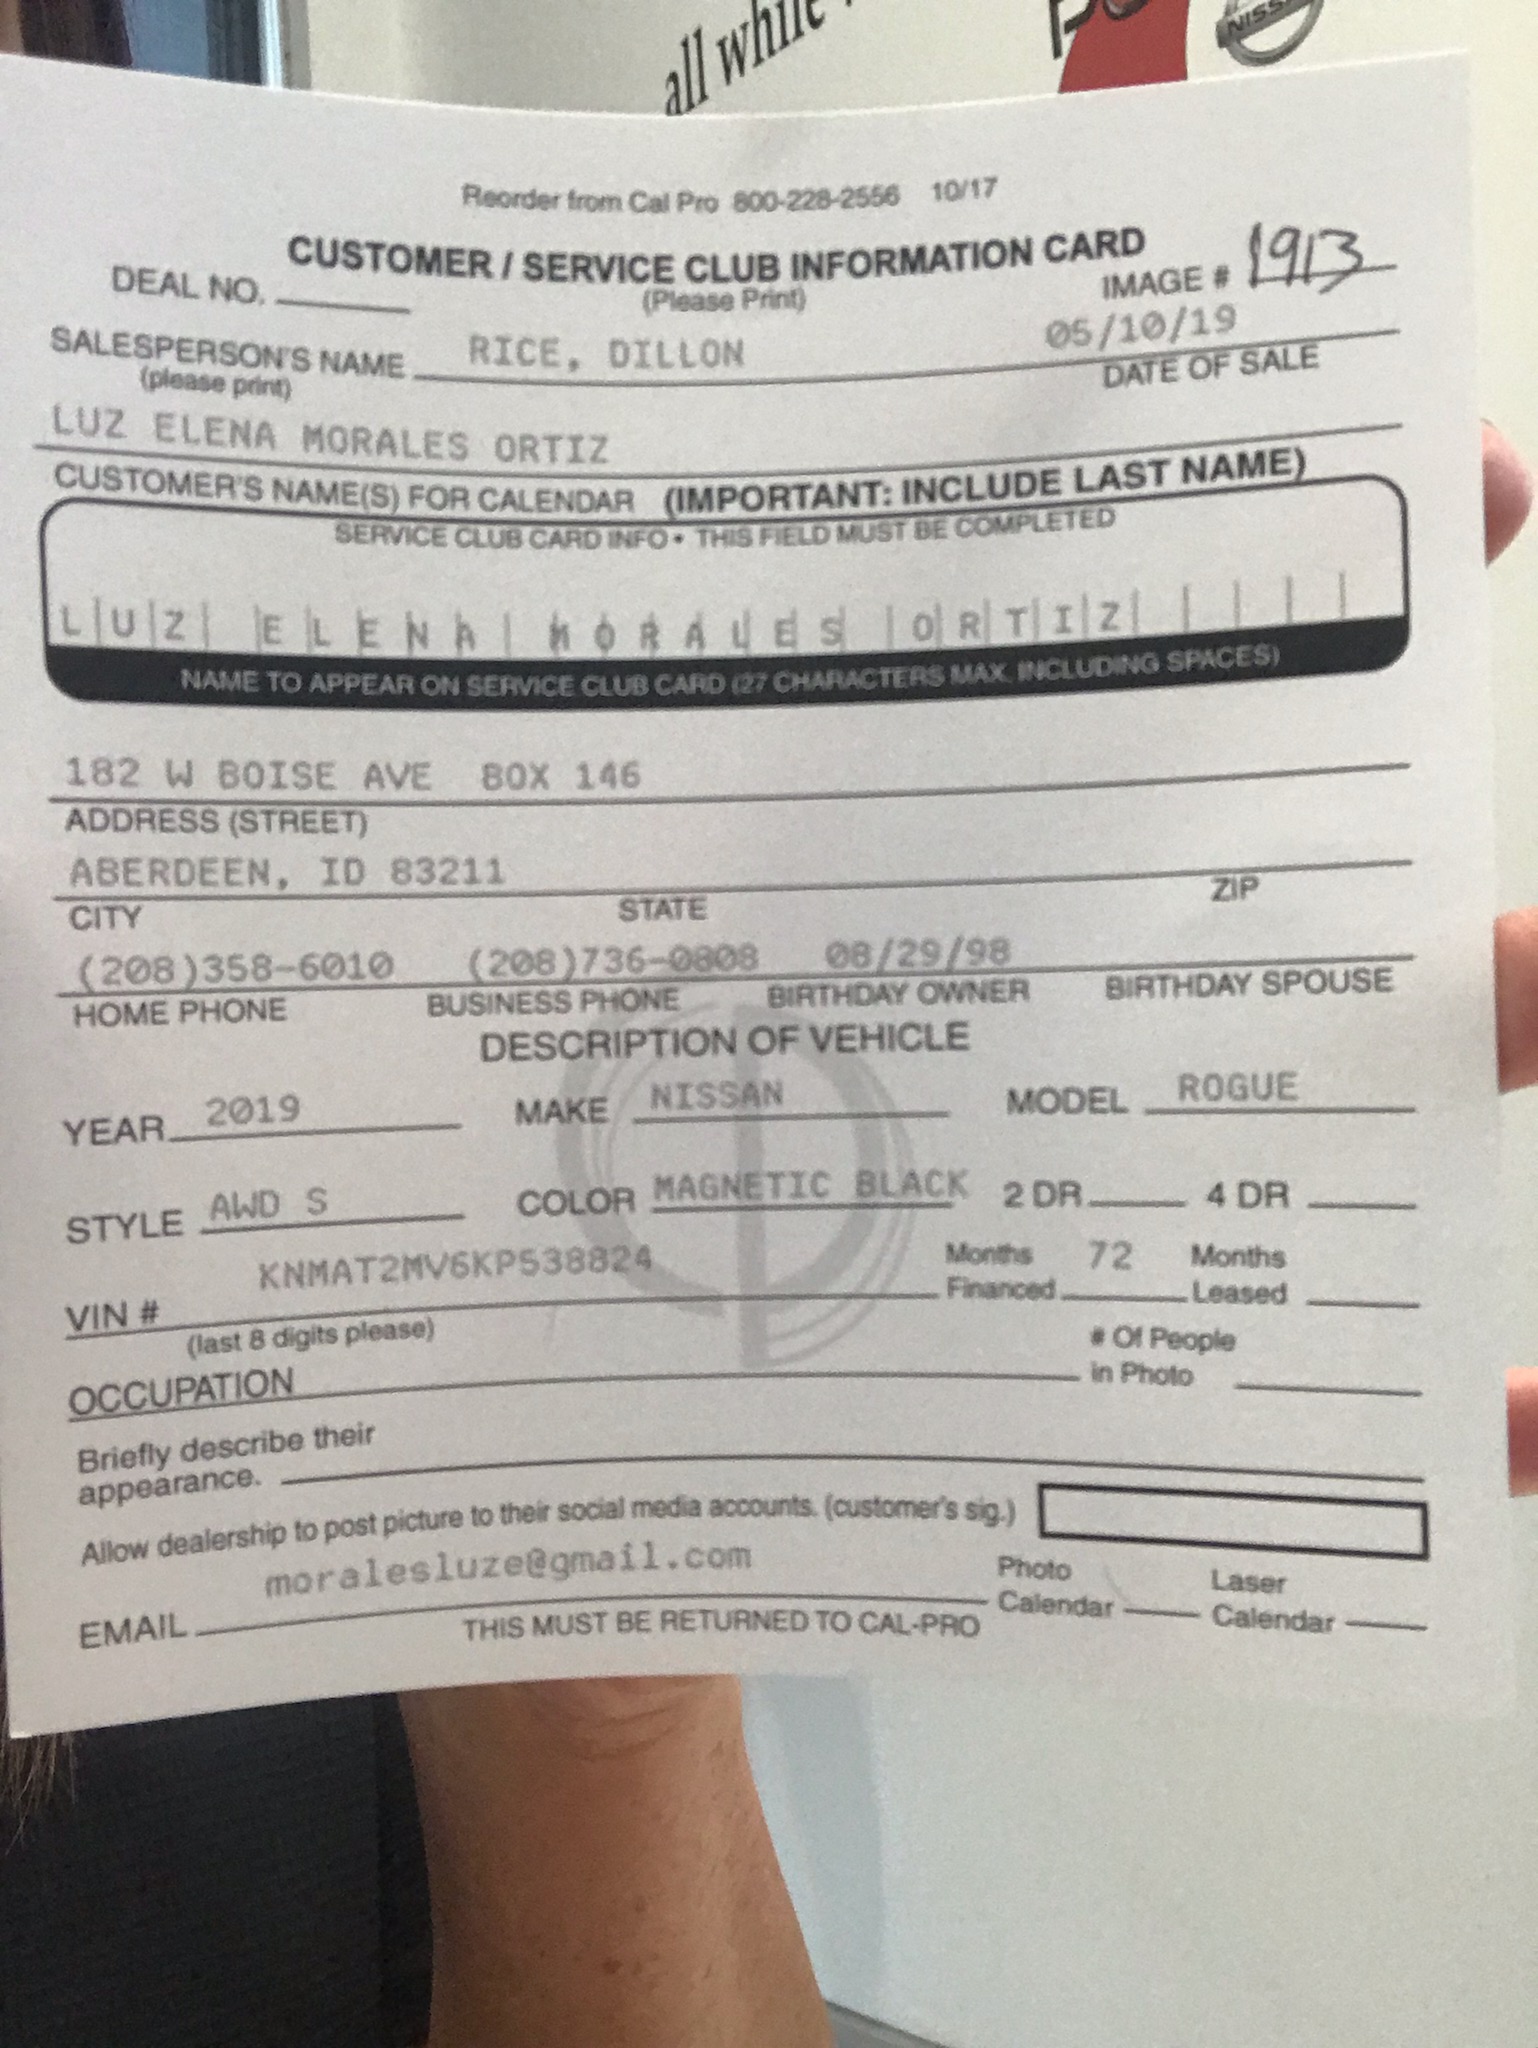 all while
NISSAN
Reorder from Cal Pro 800-228-2556 10/17
CUSTOMER / SERVICE CLUB INFORMATION CARD
(Please Print)
DEAL NO. IMAGE # 1913
SALESPERSON'S NAME RICE, DILLON 05/10/19
(please print) DATE OF SALE
LUZ ELENA MORALES ORTIZ
CUSTOMER'S NAME(S) FOR CALENDAR (IMPORTANT: INCLUDE LAST NAME)
SERVICE CLUB CARD INFO • THIS FIELD MUST BE COMPLETED
LUZ ELENA MORALES ORTIZ
NAME TO APPEAR ON SERVICE CLUB CARD (27 CHARACTERS MAX. INCLUDING SPACES)
182 W BOISE AVE BOX 146
ADDRESS (STREET)
ABERDEEN, ID 83211
CITY STATE ZIP
(208)358-6010 (208)736-0808 08/29/98
HOME PHONE BUSINESS PHONE BIRTHDAY OWNER BIRTHDAY SPOUSE
DESCRIPTION OF VEHICLE
YEAR 2019 MAKE NISSAN MODEL ROGUE
STYLE AWD S COLOR MAGNETIC BLACK 2 DR 4 DR
KNMAT2MV6KP538824 Months 72 Months
VIN # Financed Leased
(last 8 digits please) # Of People
OCCUPATION in Photo
Briefly describe their
appearance.
Allow dealership to post picture to their social media accounts. (customer's sig.)
moralesluze@gmail.com Photo Laser
EMAIL Calendar Calendar
THIS MUST BE RETURNED TO CAL-PRO